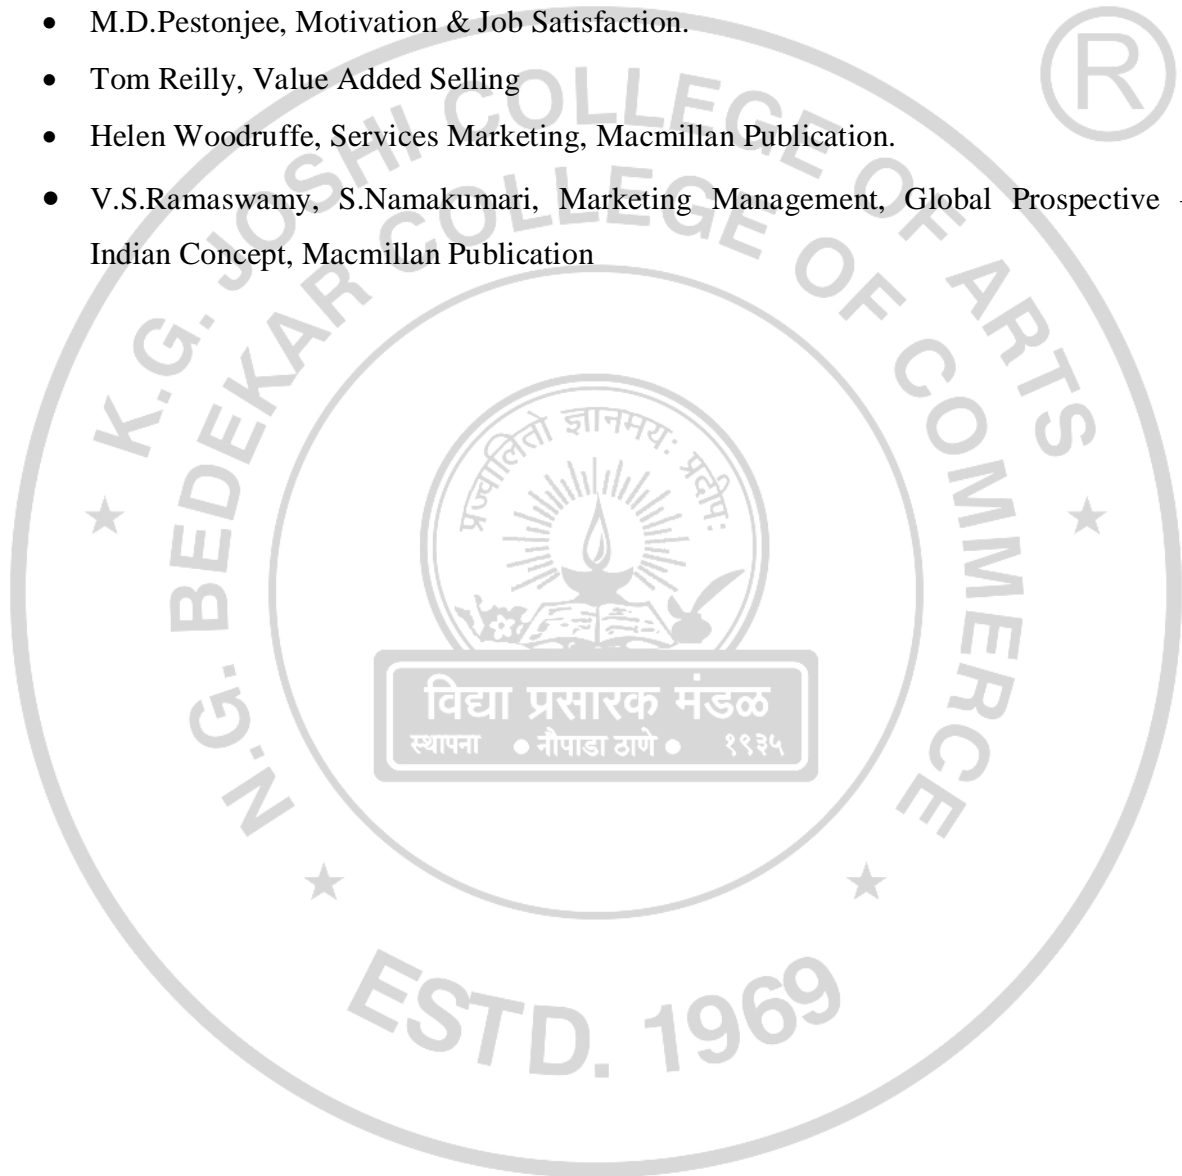 • M.D.Pestonjee, Motivation & Job Satisfaction.
• Tom Reilly, Value Added Selling
• Helen Woodruffe, Services Marketing, Macmillan Publication.
• V.S.Ramaswamy, S.Namakumari, Marketing Management, Global Prospective -
Indian Concept, Macmillan Publication
®
K.G. JOSHI COLLEGE OF ARTS
N.G. BEDEKAR COLLEGE OF COMMERCE
प्रज्वालितो ज्ञानमयः प्रदीपः
विद्या प्रसारक मंडळ
स्थापना • नौपाडा ठाणे • १९३५
ESTD. 1969